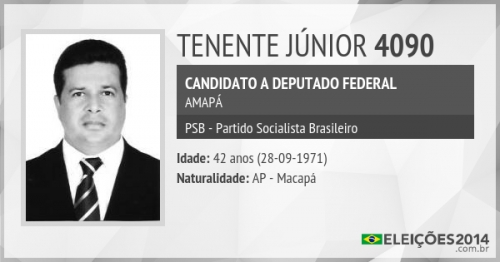 TENENTE JÚNIOR 4090
CANDIDATO A DEPUTADO FEDERAL
AMAPÁ
PSB - Partido Socialista Brasileiro
Idade: 42 anos (28-09-1971)
Naturalidade: AP - Macapá
ELEIÇÕES2014
.com.br